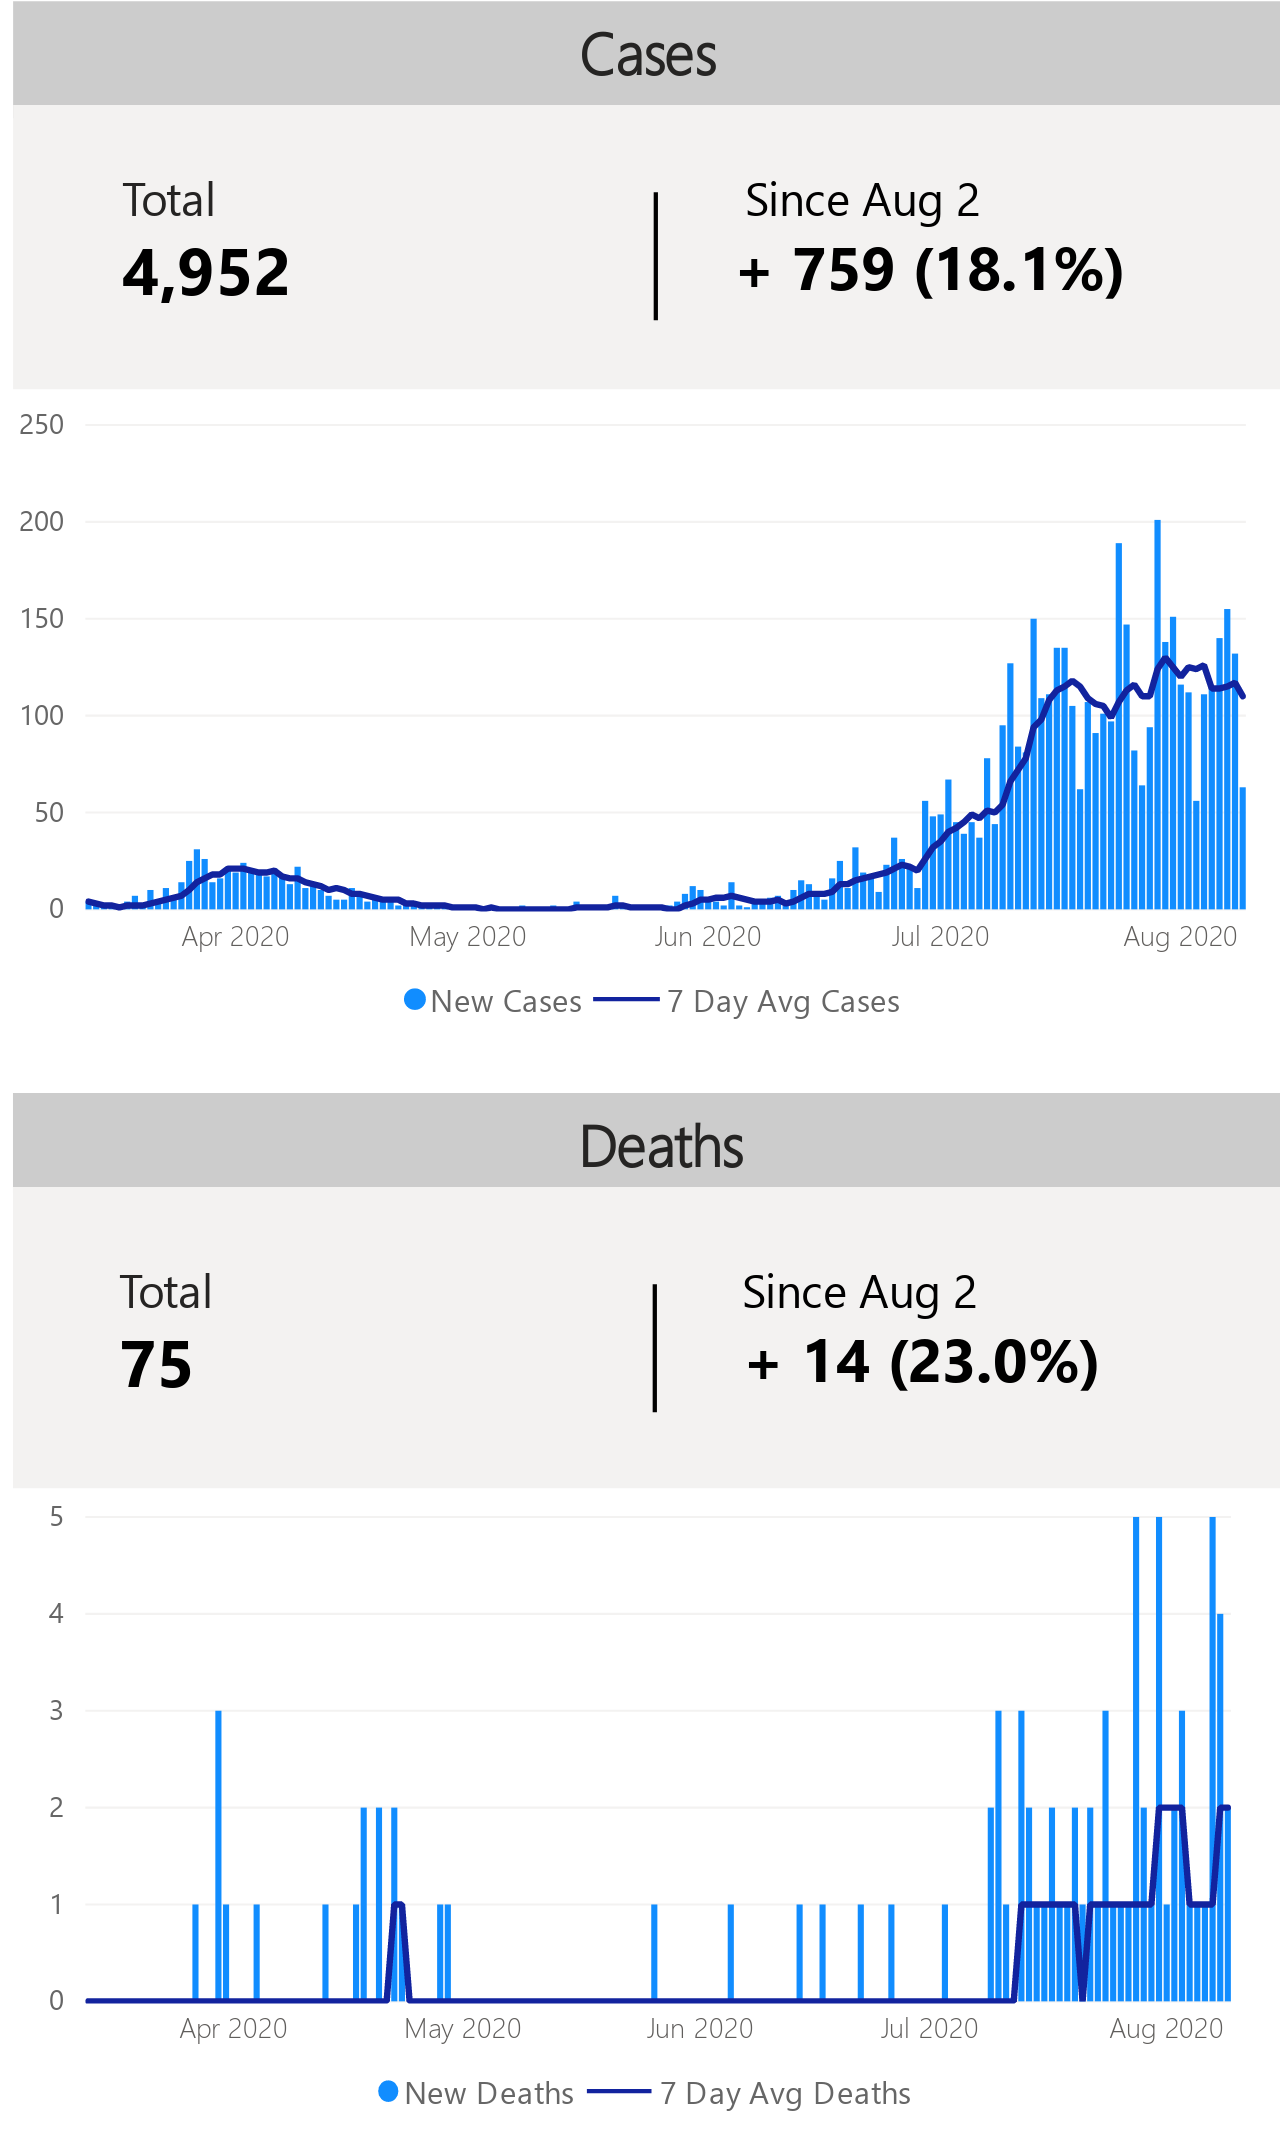 Cases
Total
Since Aug 2
4,952
+ 759 (18.1%)
250
200
150
100
50
0
Apr 2020
May 2020
Jun 2020
Jul 2020
Aug 2020
New Cases
7 Day Avg Cases
Deaths
Total
Since Aug 2
75
+ 14 (23.0%)
5
4
3
2
1
0
Apr 2020
May 2020
Jun 2020
Jul 2020
Aug 2020
New Deaths
7 Day Avg Deaths